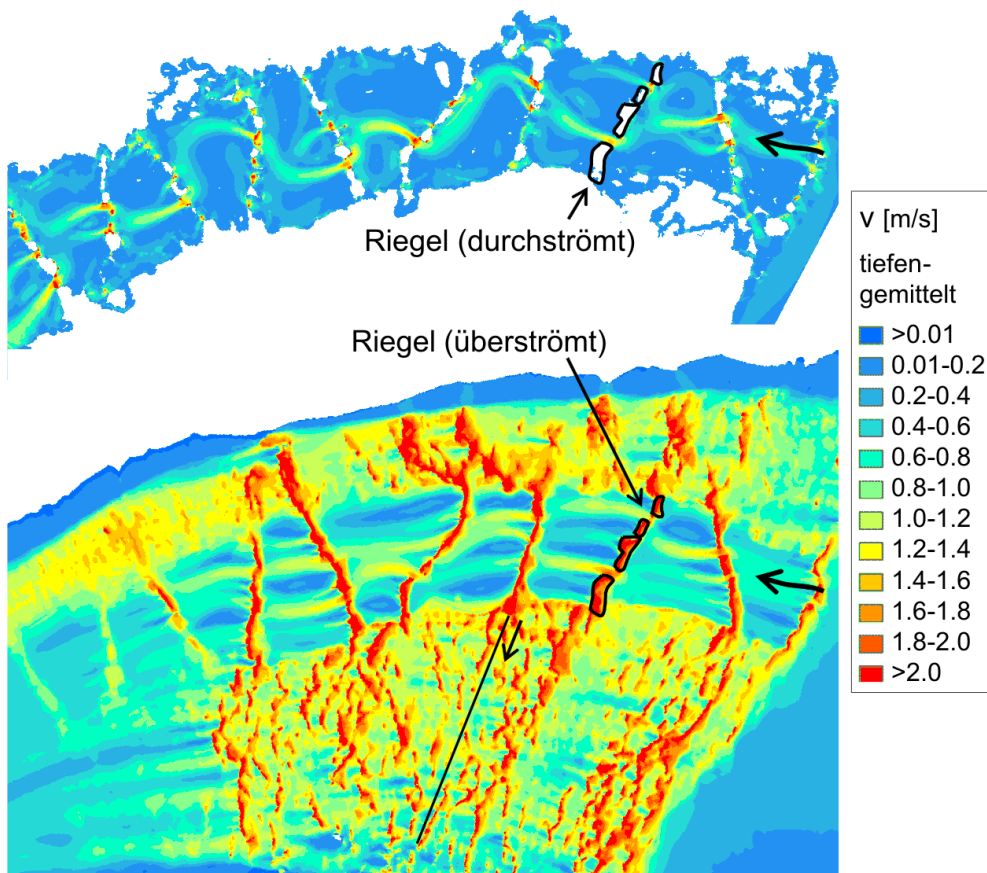 Riegel (durchströmt)
Riegel (überströmt)
v [m/s]
tiefen-
gemittelt
>0.01
0.01-0.2
0.2-0.4
0.4-0.6
0.6-0.8
0.8-1.0
1.0-1.2
1.2-1.4
1.4-1.6
1.6-1.8
1.8-2.0
>2.0